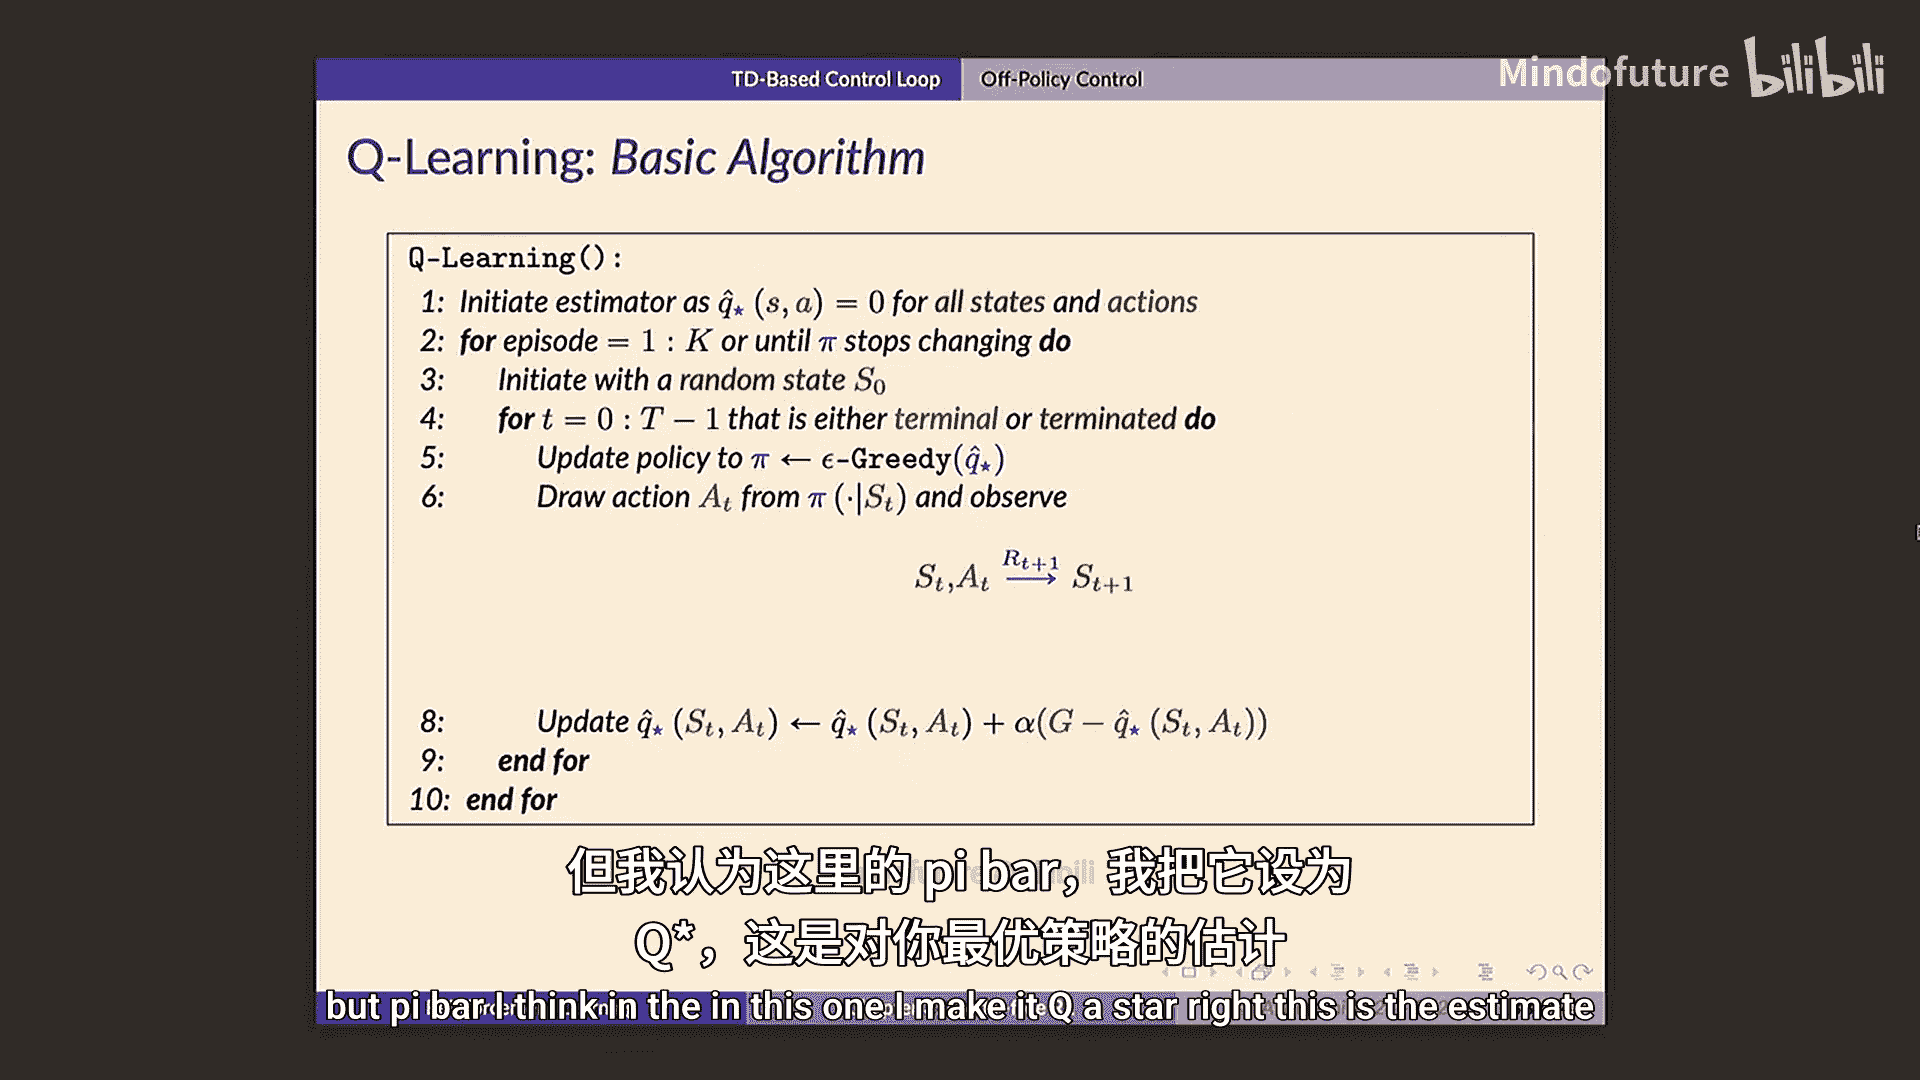 TD-Based Control Loop Off-Policy Control
Mindofuture bilibili
Q-Learning: Basic Algorithm
Q-Learning():
1: Initiate estimator as q̂⋆ (s, a) = 0 for all states and actions
2: for episode = 1 : K or until π stops changing do
3: Initiate with a random state S₀
4: for t = 0 : T − 1 that is either terminal or terminated do
5: Update policy to π ← ϵ-Greedy(q̂⋆)
6: Draw action Aₜ from π (·|Sₜ) and observe
Sₜ,Aₜ —Rₜ₊₁→ Sₜ₊₁
8: Update q̂⋆ (Sₜ, Aₜ) ← q̂⋆ (Sₜ, Aₜ) + α(G − q̂⋆ (Sₜ, Aₜ))
9: end for
10: end for
但我认为这里的 pi bar，我把它设为
Q*，这是对你最优策略的估计
but pi bar I think in the in this one I make it Q a star right this is the estimate